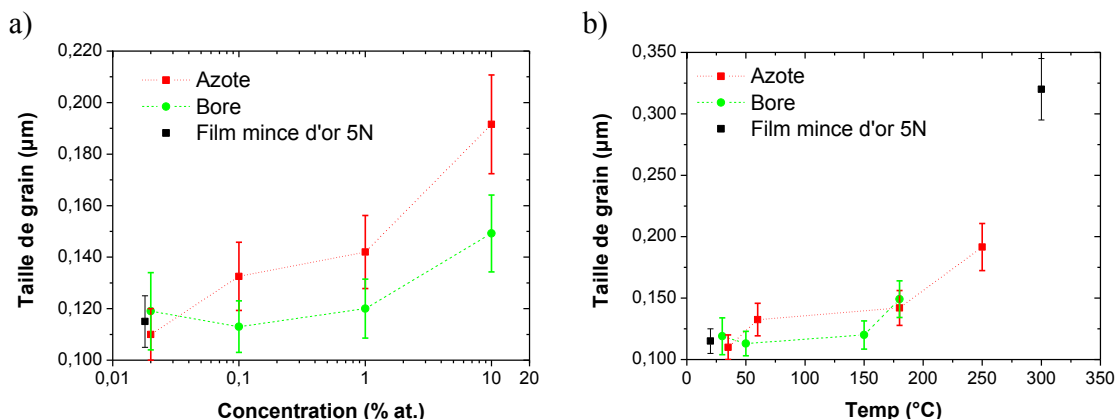 a)
0,220
0,200
0,180
0,160
0,140
0,120
0,100
Taille de grain (µm)
Azote
Bore
Film mince d'or 5N
0,01
0,1
1
10
Concentration (% at.)
b)
0,350
0,300
0,250
0,200
0,150
0,100
Taille de grain (µm)
Azote
Bore
Film mince d'or 5N
0
50
100
150
200
250
300
350
Temp (°C)